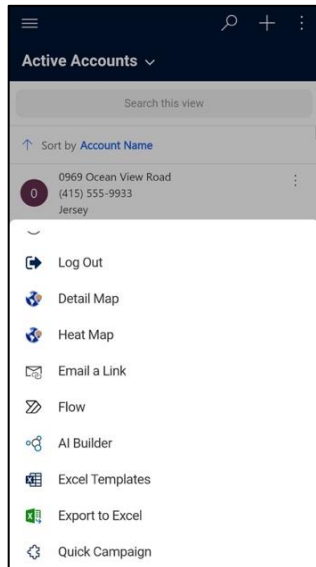 Active Accounts
Search this view
Sort by Account Name
0969 Ocean View Road
0
(415) 555-9933
Jersey
Log Out
Detail Map
Heat Map
Email a Link
Flow
AI Builder
Excel Templates
Export to Excel
Quick Campaign